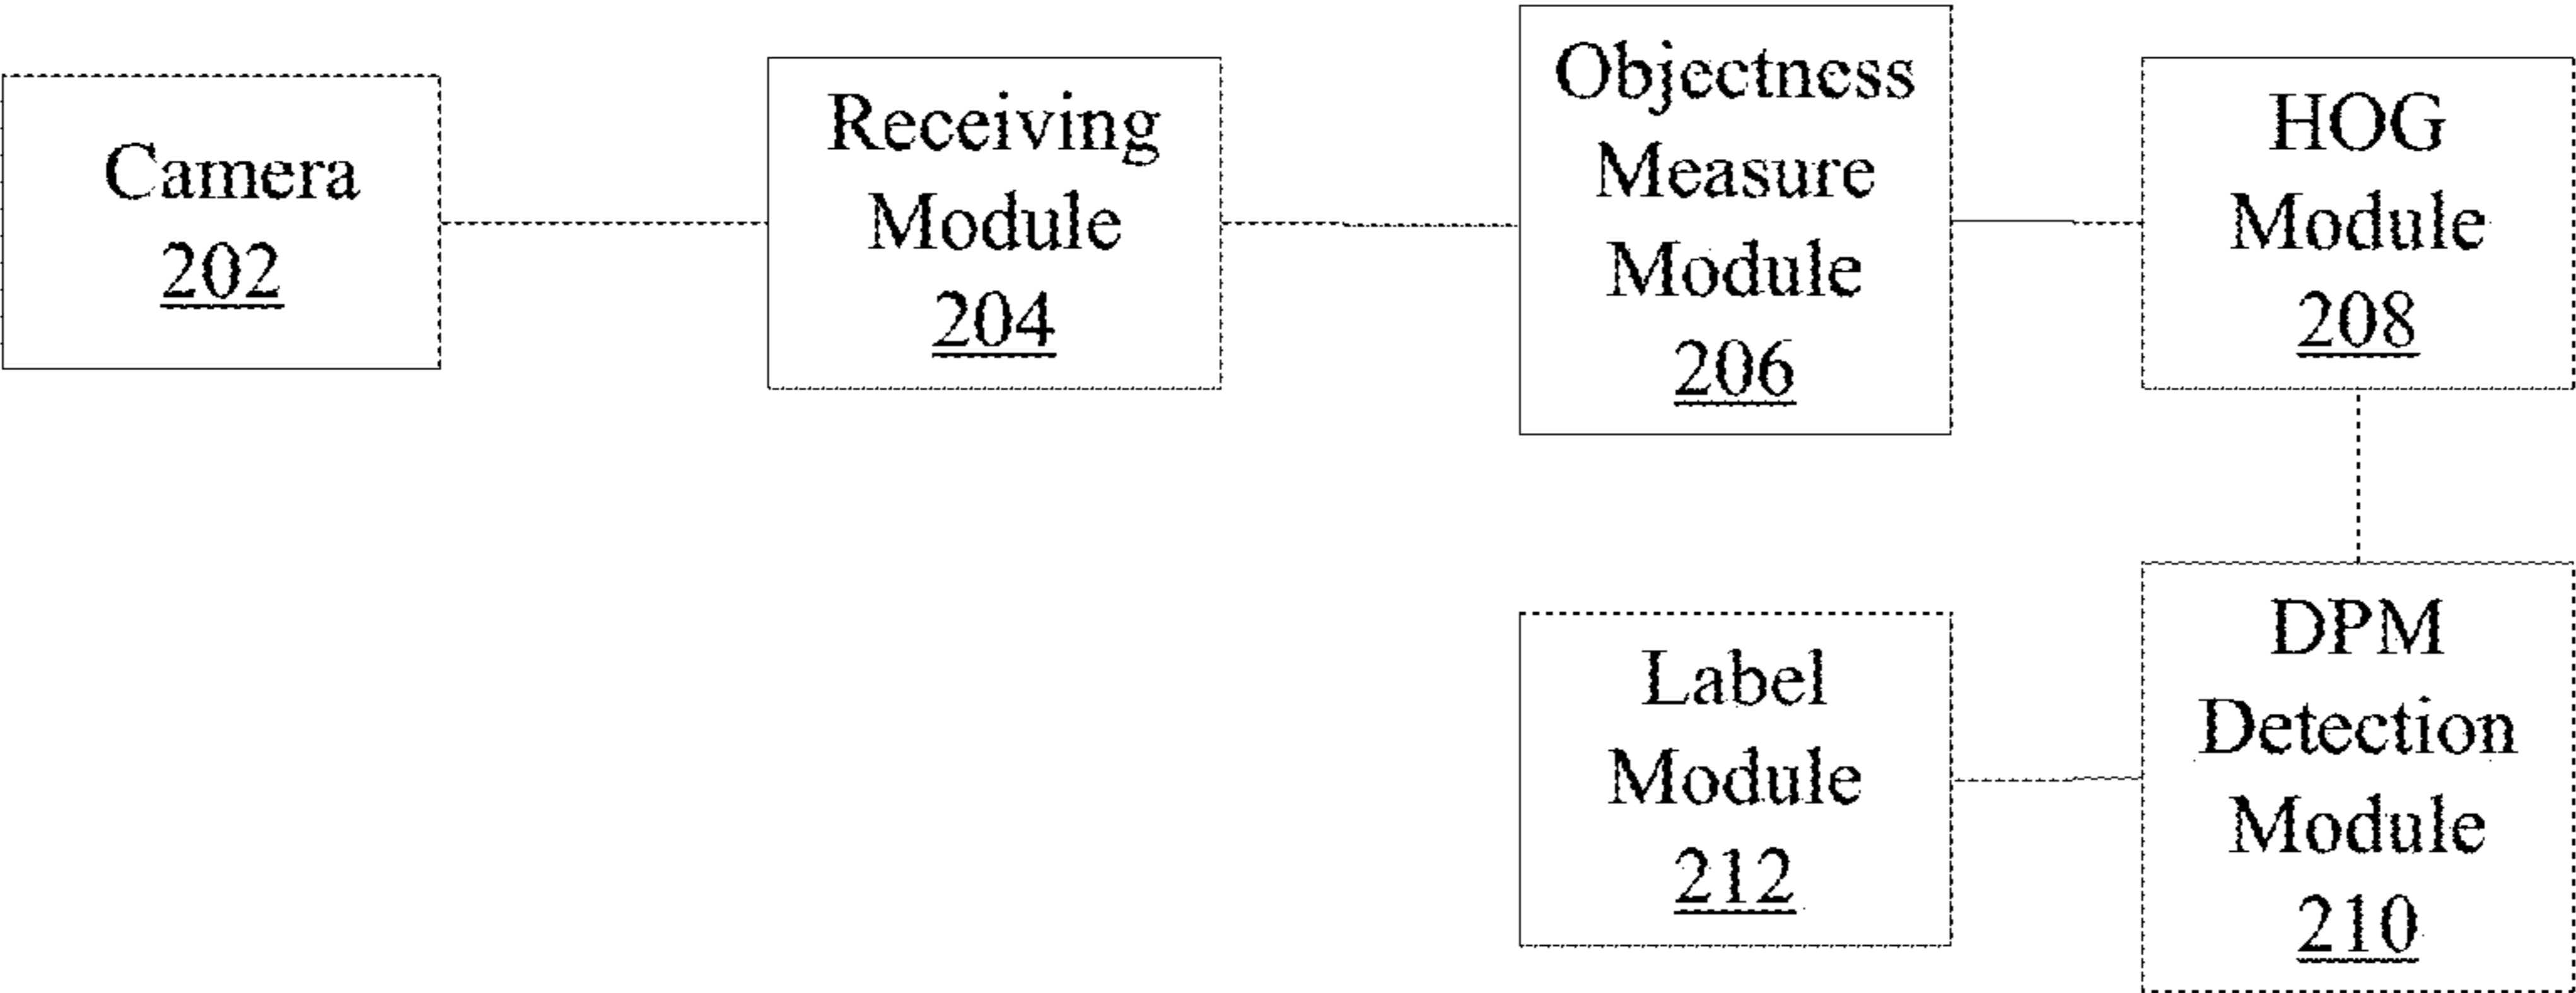 Camera
202
Receiving
Module
204
Objectness
Measure
Module
206
HOG
Module
208
DPM
Detection
Module
210
Label
Module
212